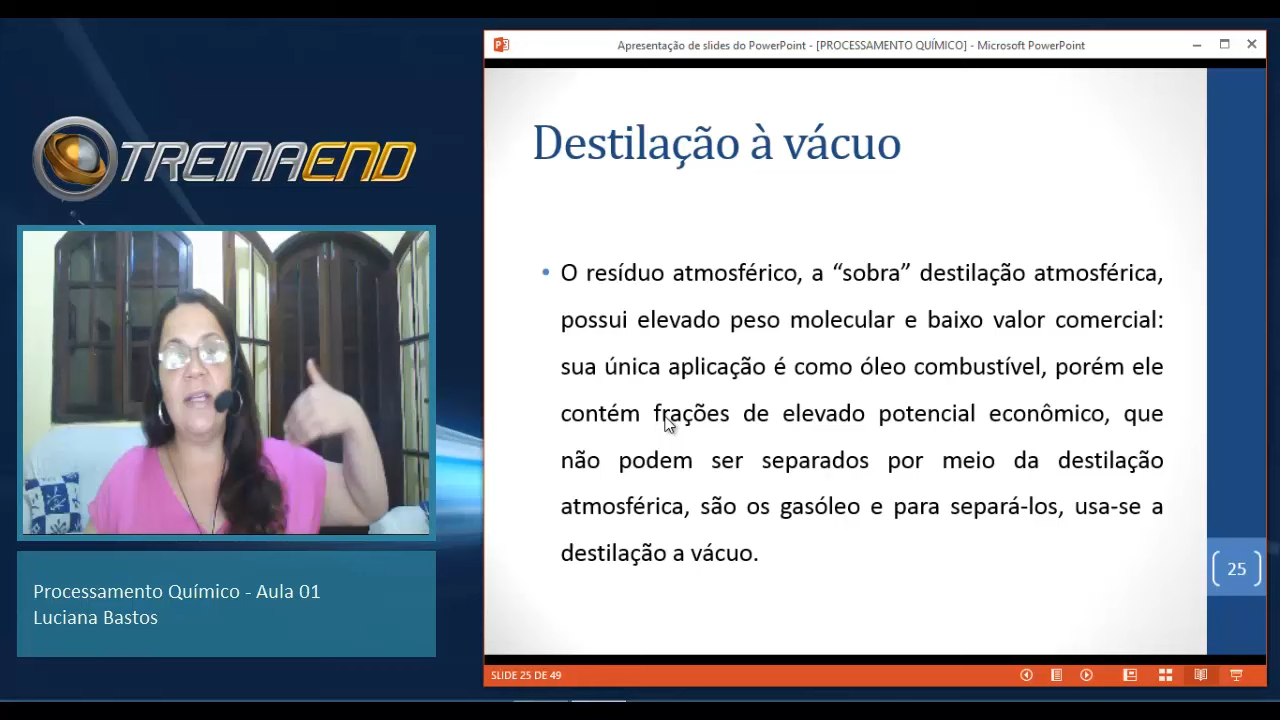 Apresentação de slides do PowerPoint - [PROCESSAMENTO QUÍMICO] - Microsoft PowerPoint
TREINAEND
Destilação à vácuo
• O resíduo atmosférico, a “sobra” destilação atmosférica,
possui elevado peso molecular e baixo valor comercial:
sua única aplicação é como óleo combustível, porém ele
contém frações de elevado potencial econômico, que
não podem ser separados por meio da destilação
atmosférica, são os gasóleo e para separá-los, usa-se a
destilação a vácuo.
25
Processamento Químico - Aula 01
Luciana Bastos
SLIDE 25 DE 49